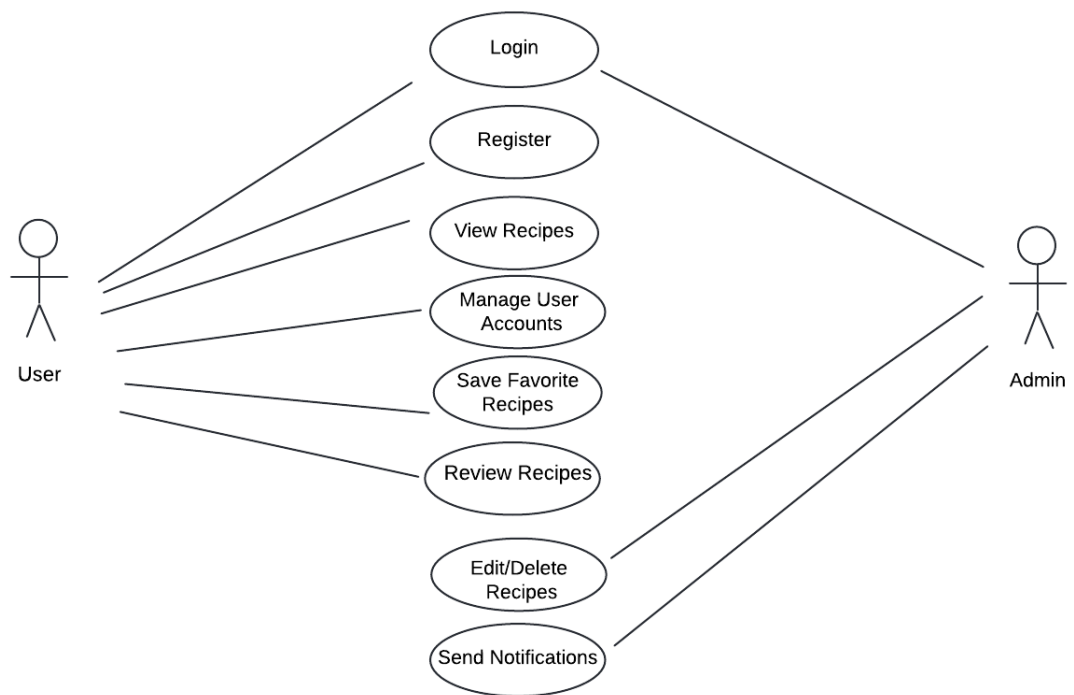 Login
Register
View Recipes
Manage User
Accounts
Save Favorite
Recipes
Review Recipes
Edit/Delete
Recipes
Send Notifications
User
Admin